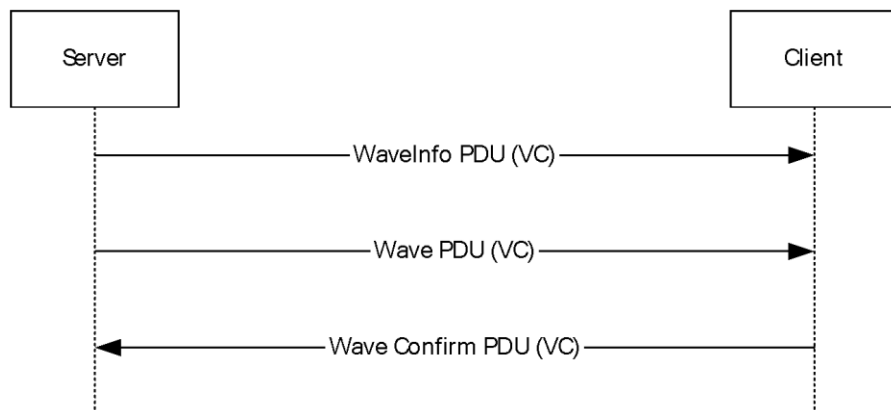 Server
Client
WaveInfo PDU (VC)
Wave PDU (VC)
Wave Confirm PDU (VC)